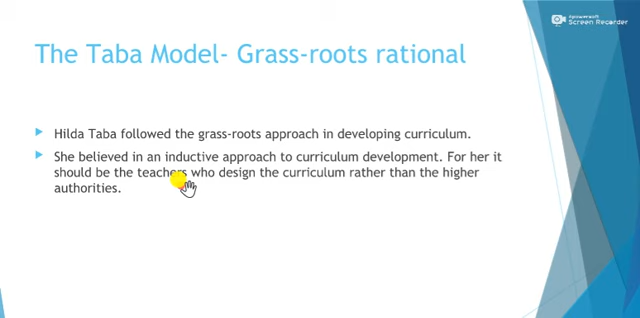 Apowersoft
Screen Recorder
The Taba Model- Grass-roots rational
Hilda Taba followed the grass-roots approach in developing curriculum.
She believed in an inductive approach to curriculum development. For her it
should be the teachers who design the curriculum rather than the higher
authorities.